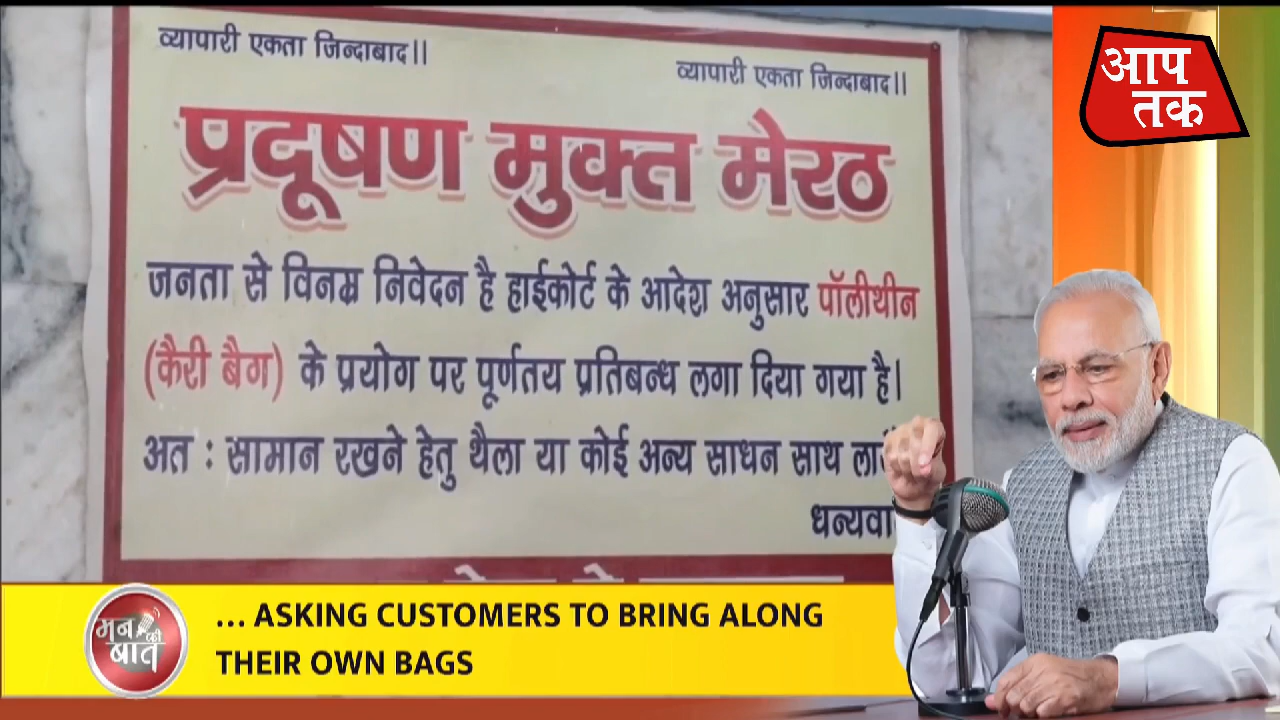 व्यापारी एकता जिन्दाबाद।।
व्यापारी एकता जिन्दाबाद।।
आप
तक
प्रदूषण मुक्त मेरठ
जनता से विनम्र निवेदन है हाईकोर्ट के आदेश अनुसार पॉलीथीन
(कैरी बैग) के प्रयोग पर पूर्णतय प्रतिबन्ध लगा दिया गया है।
अत : सामान रखने हेतु थैला या कोई अन्य साधन साथ
मन की बात
... ASKING CUSTOMERS TO BRING ALONG
THEIR OWN BAGS